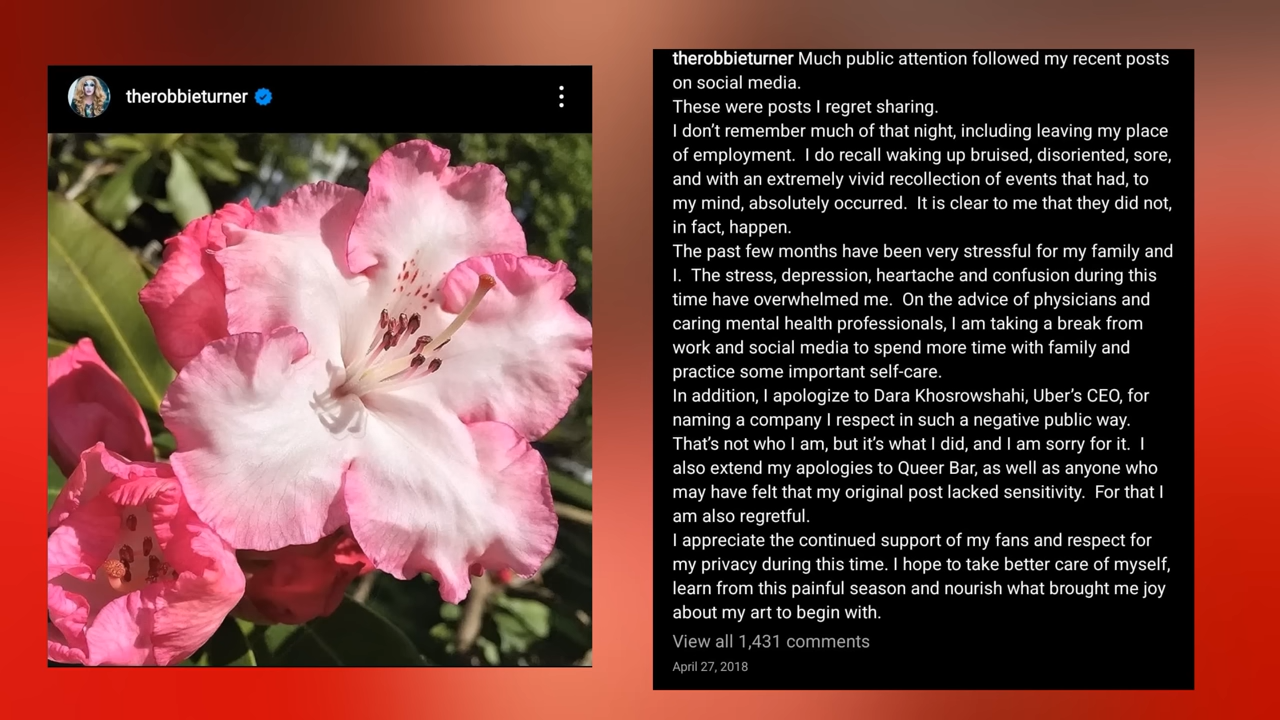 therobbieturner
therobbieturner Much public attention followed my recent posts
on social media.
These were posts I regret sharing.
I don’t remember much of that night, including leaving my place
of employment.  I do recall waking up bruised, disoriented, sore,
and with an extremely vivid recollection of events that had, to
my mind, absolutely occurred.  It is clear to me that they did not,
in fact, happen.
The past few months have been very stressful for my family and
I.  The stress, depression, heartache and confusion during this
time have overwhelmed me.  On the advice of physicians and
caring mental health professionals, I am taking a break from
work and social media to spend more time with family and
practice some important self-care.
In addition, I apologize to Dara Khosrowshahi, Uber’s CEO, for
naming a company I respect in such a negative public way.
That’s not who I am, but it’s what I did, and I am sorry for it.  I
also extend my apologies to Queer Bar, as well as anyone who
may have felt that my original post lacked sensitivity.  For that I
am also regretful.
I appreciate the continued support of my fans and respect for
my privacy during this time. I hope to take better care of myself,
learn from this painful season and nourish what brought me joy
about my art to begin with.
View all 1,431 comments
April 27, 2018